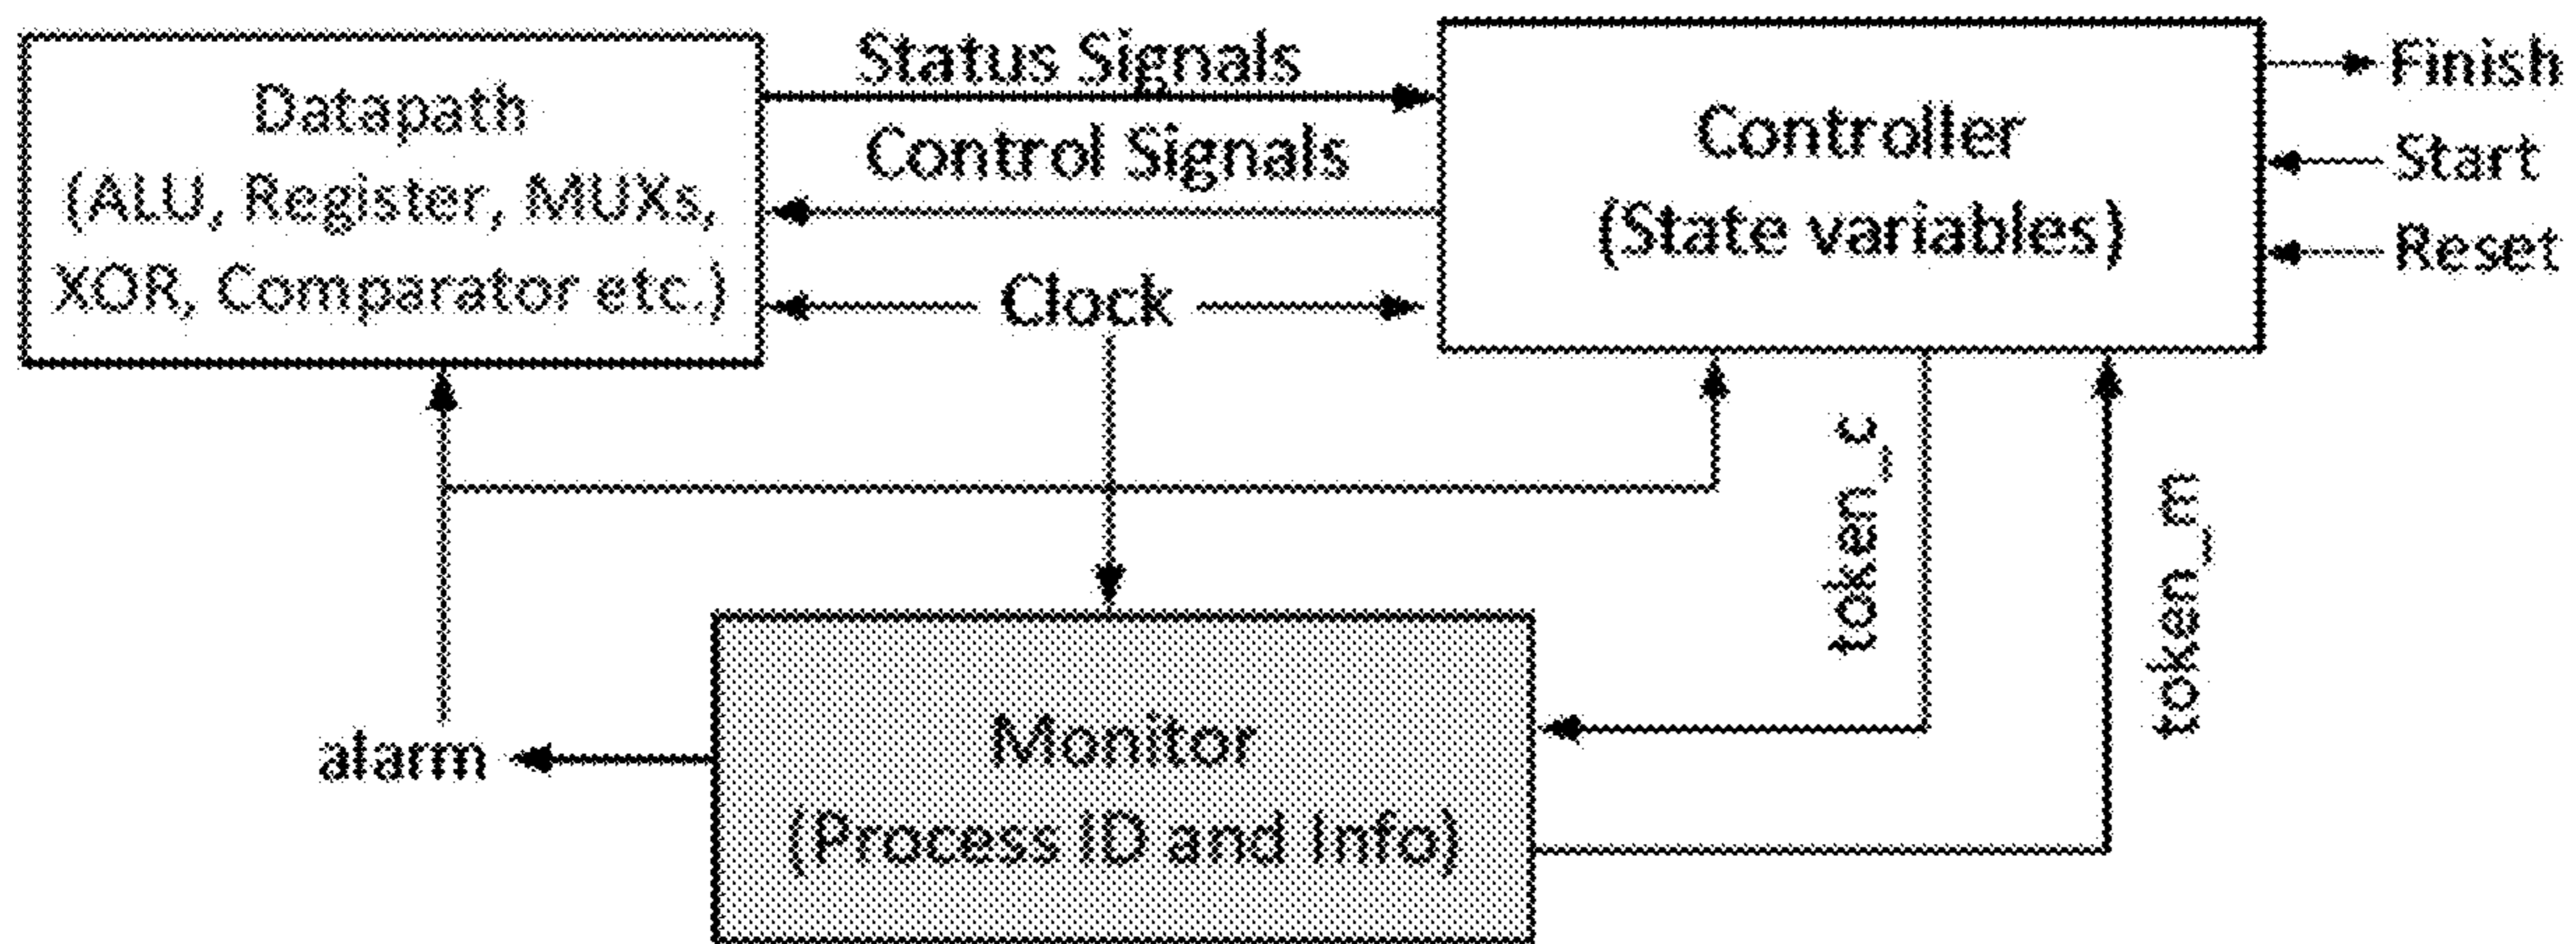 Datapath
(ALU, Register, MUXs,
XOR, Comparator etc.)
Status Signals
Control Signals
Clock
Controller
(State variables)
Finish
Start
Reset
token_c
token_m
alarm
Monitor
(Process ID and Info)